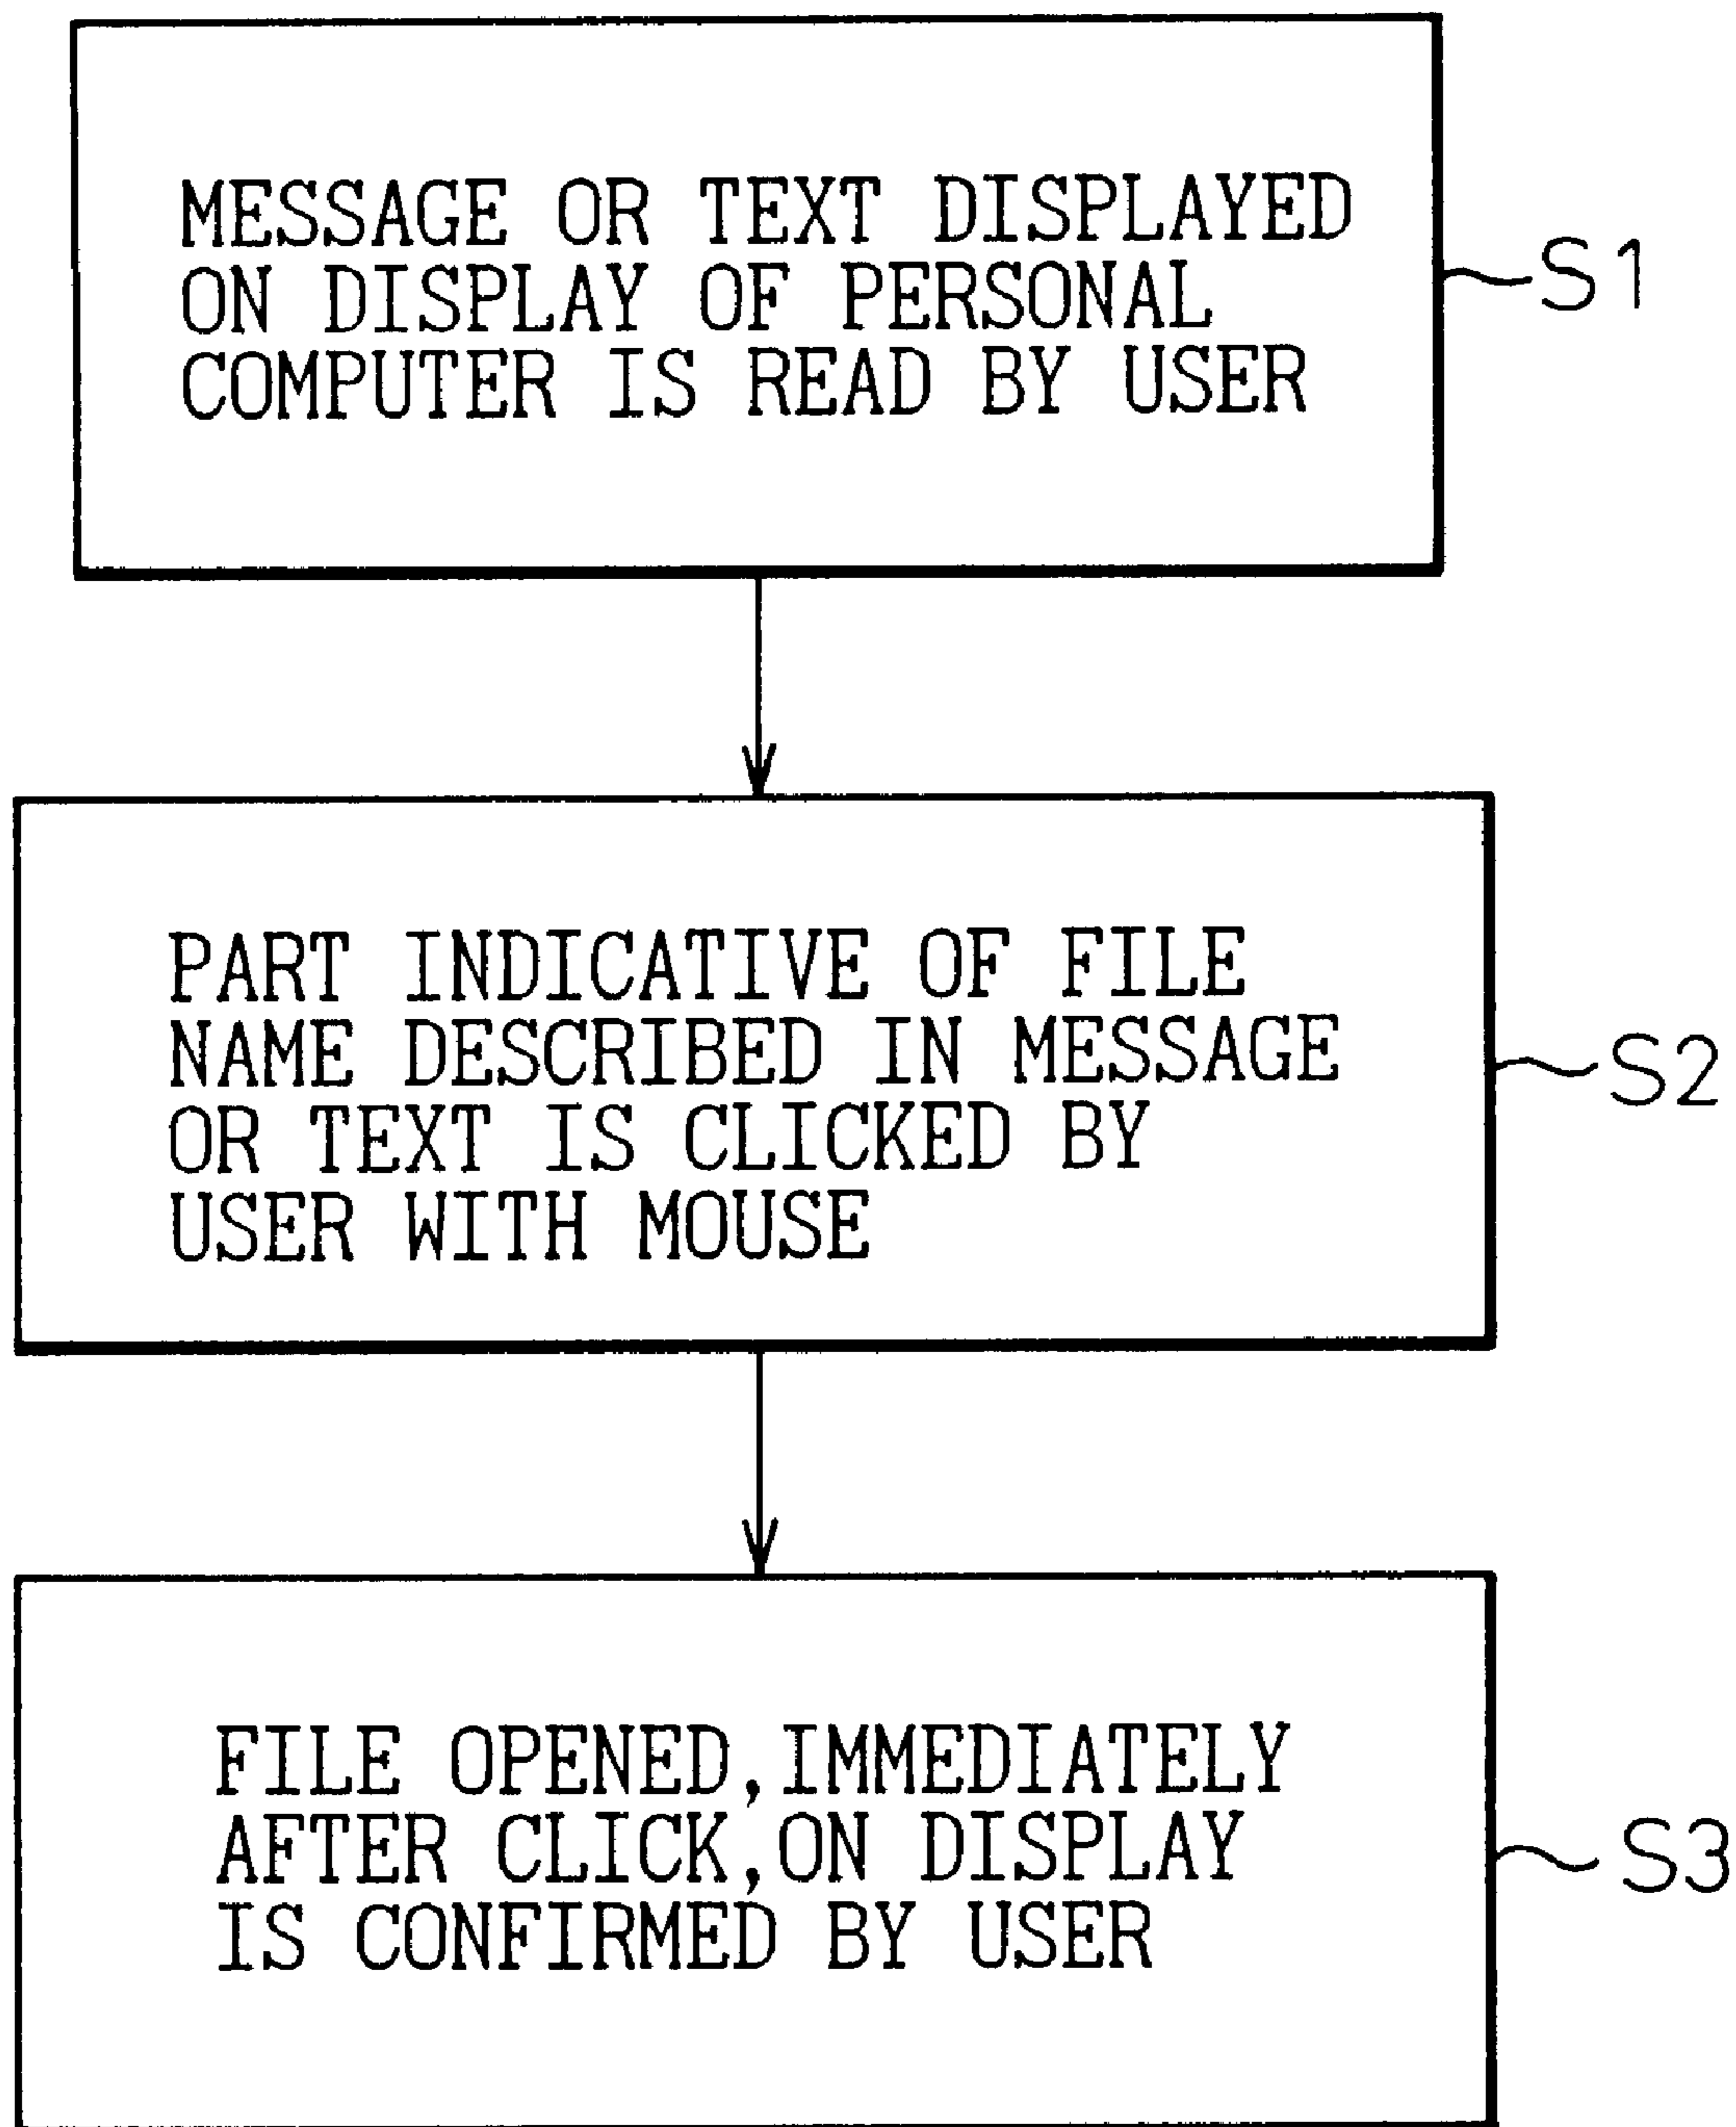 MESSAGE OR TEXT DISPLAYED
ON DISPLAY OF PERSONAL
COMPUTER IS READ BY USER
S1
PART INDICATIVE OF FILE
NAME DESCRIBED IN MESSAGE
OR TEXT IS CLICKED BY
USER WITH MOUSE
S2
FILE OPENED,IMMEDIATELY
AFTER CLICK,ON DISPLAY
IS CONFIRMED BY USER
S3